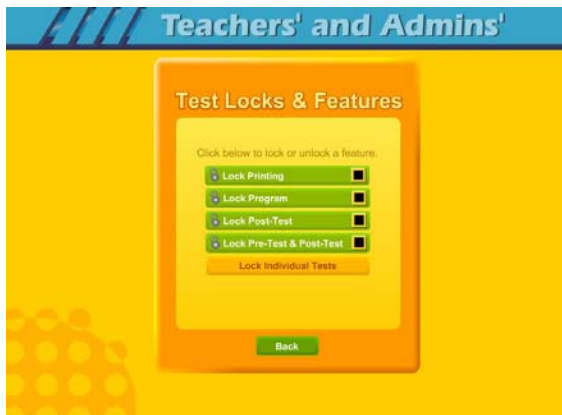 Teachers' and Admins'
Test Locks & Features
Click below to lock or unlock a feature.
Lock Printing
Lock Program
Lock Post-Test
Lock Pre-Test & Post-Test
Lock Individual Tests
Back